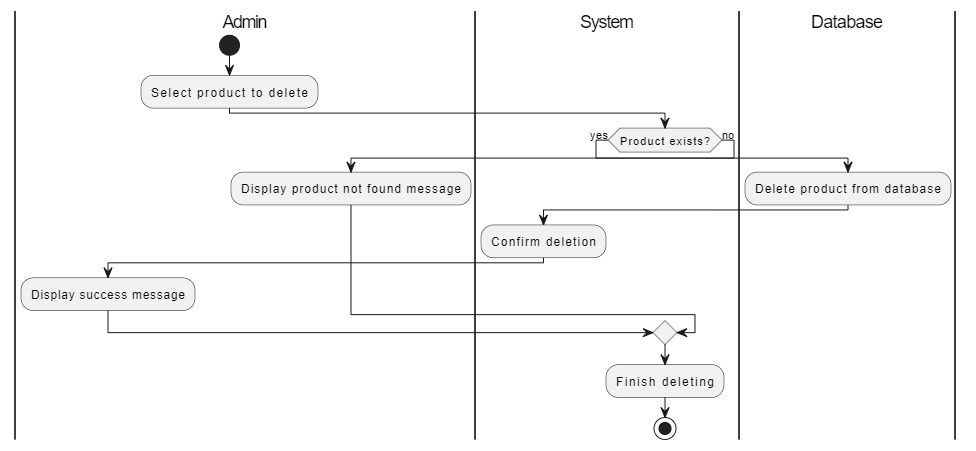 Admin
System
Database
Select product to delete
yes
Product exists?
no
Display product not found message
Delete product from database
Confirm deletion
Display success message
Finish deleting